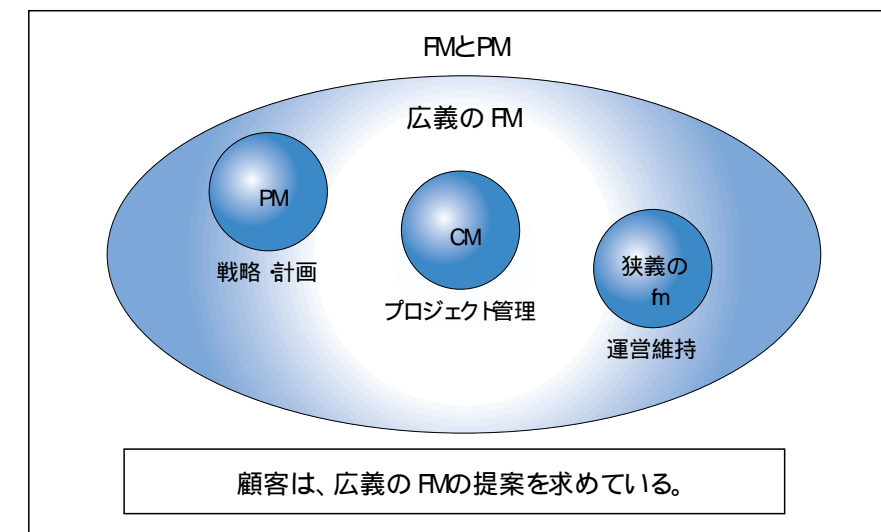 FMとPM
広義の FM
PM
戦略・計画
CM
プロジェクト管理
狭義の
fm
運営維持
顧客は、広義の FMの提案を求めている。